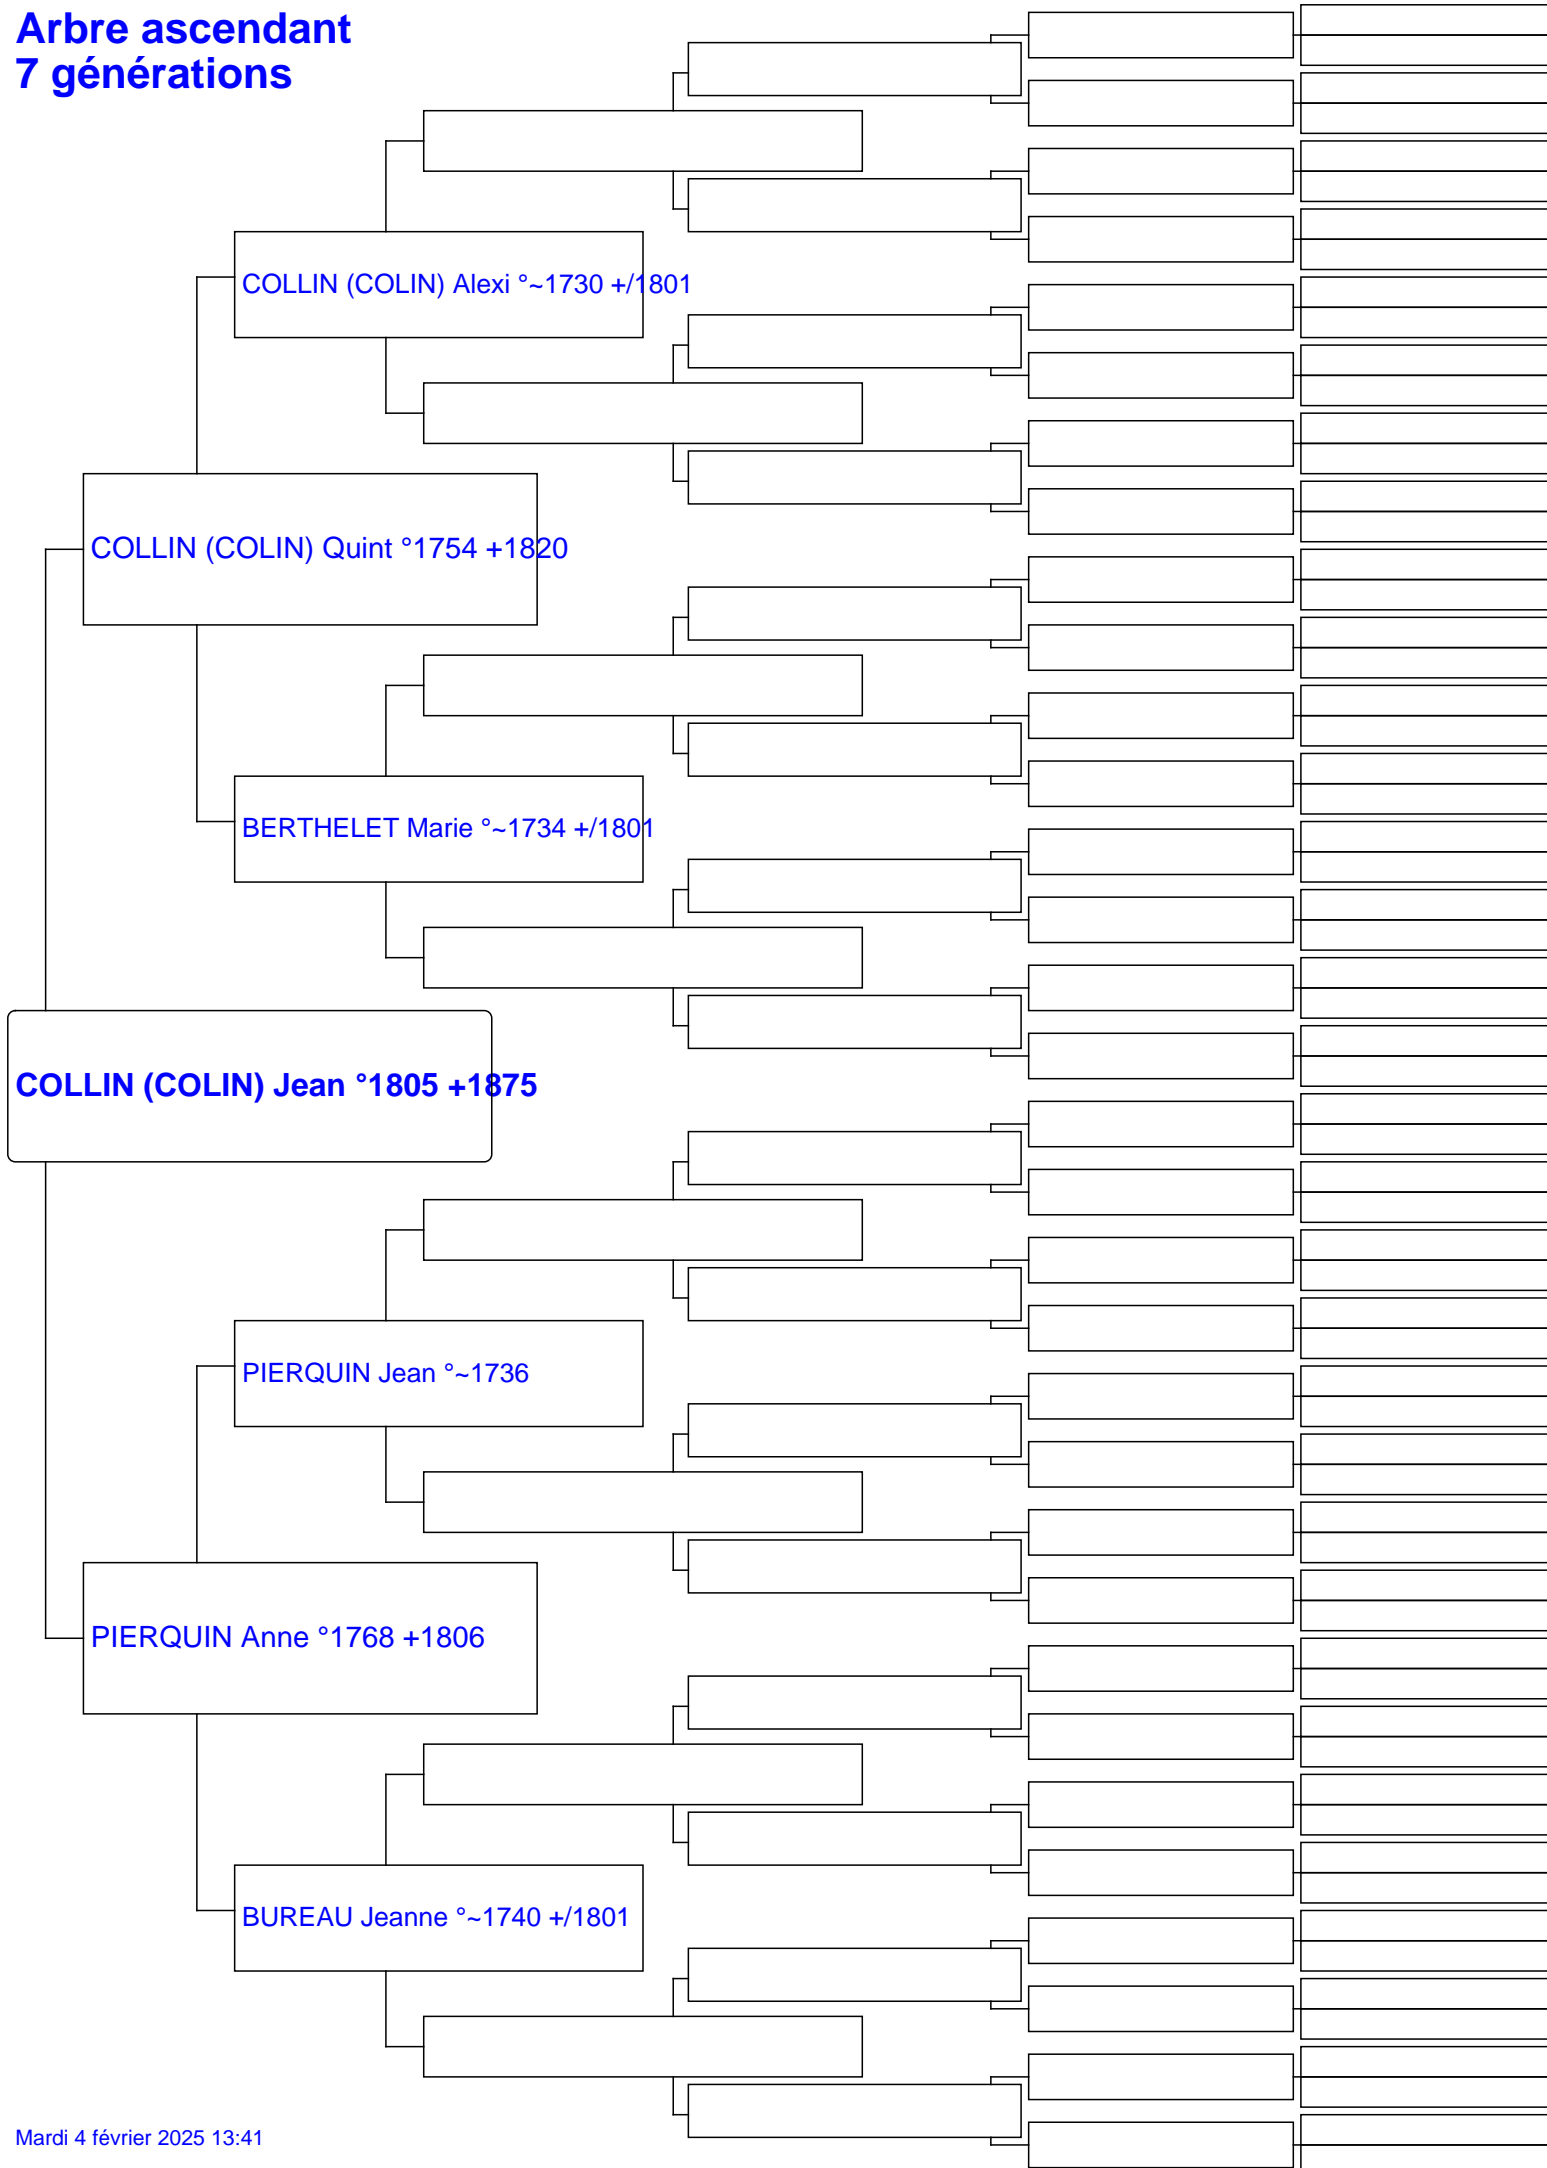 Arbre ascendant
7 générations
COLLIN (COLIN) Alexi °~1730 +/1801
COLLIN (COLIN) Quint °1754 +1820
BERTHELET Marie °~1734 +/1801
COLLIN (COLIN) Jean °1805 +1875
PIERQUIN Jean °~1736
PIERQUIN Anne °1768 +1806
BUREAU Jeanne °~1740 +/1801
Mardi 4 février 2025 13:41